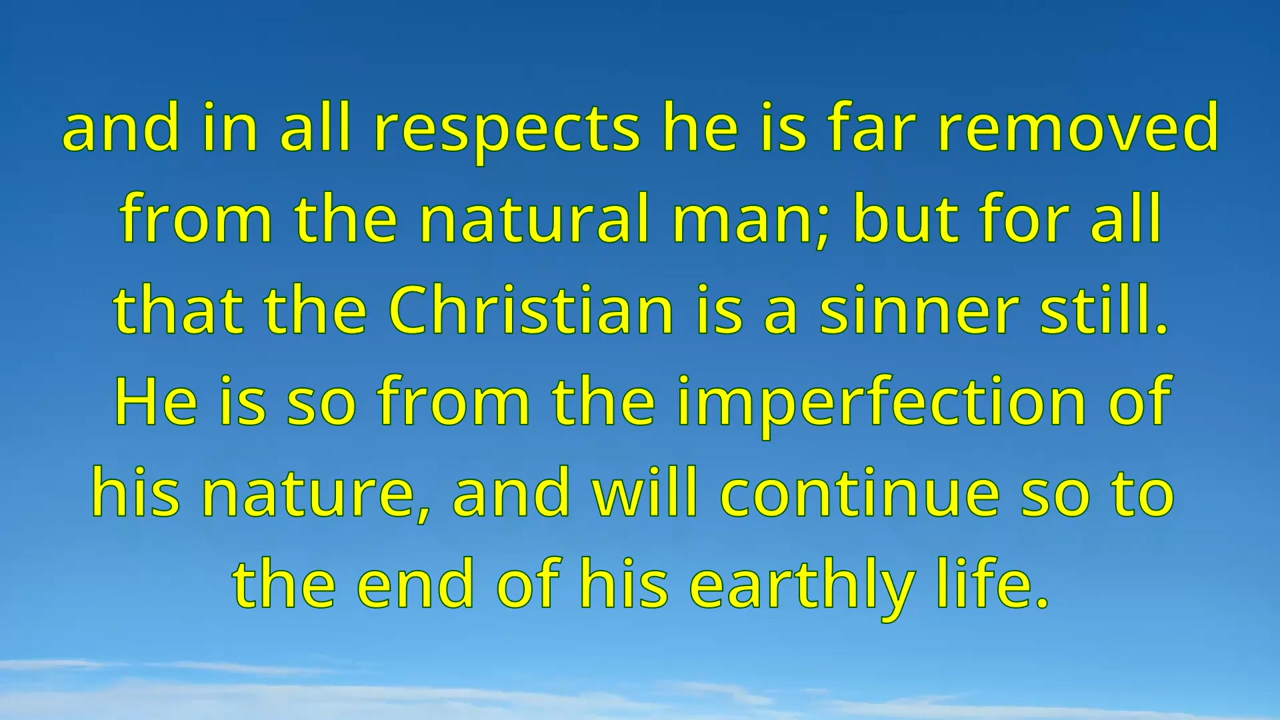 and in all respects he is far removed
from the natural man; but for all
that the Christian is a sinner still.
He is so from the imperfection of
his nature, and will continue so to
the end of his earthly life.